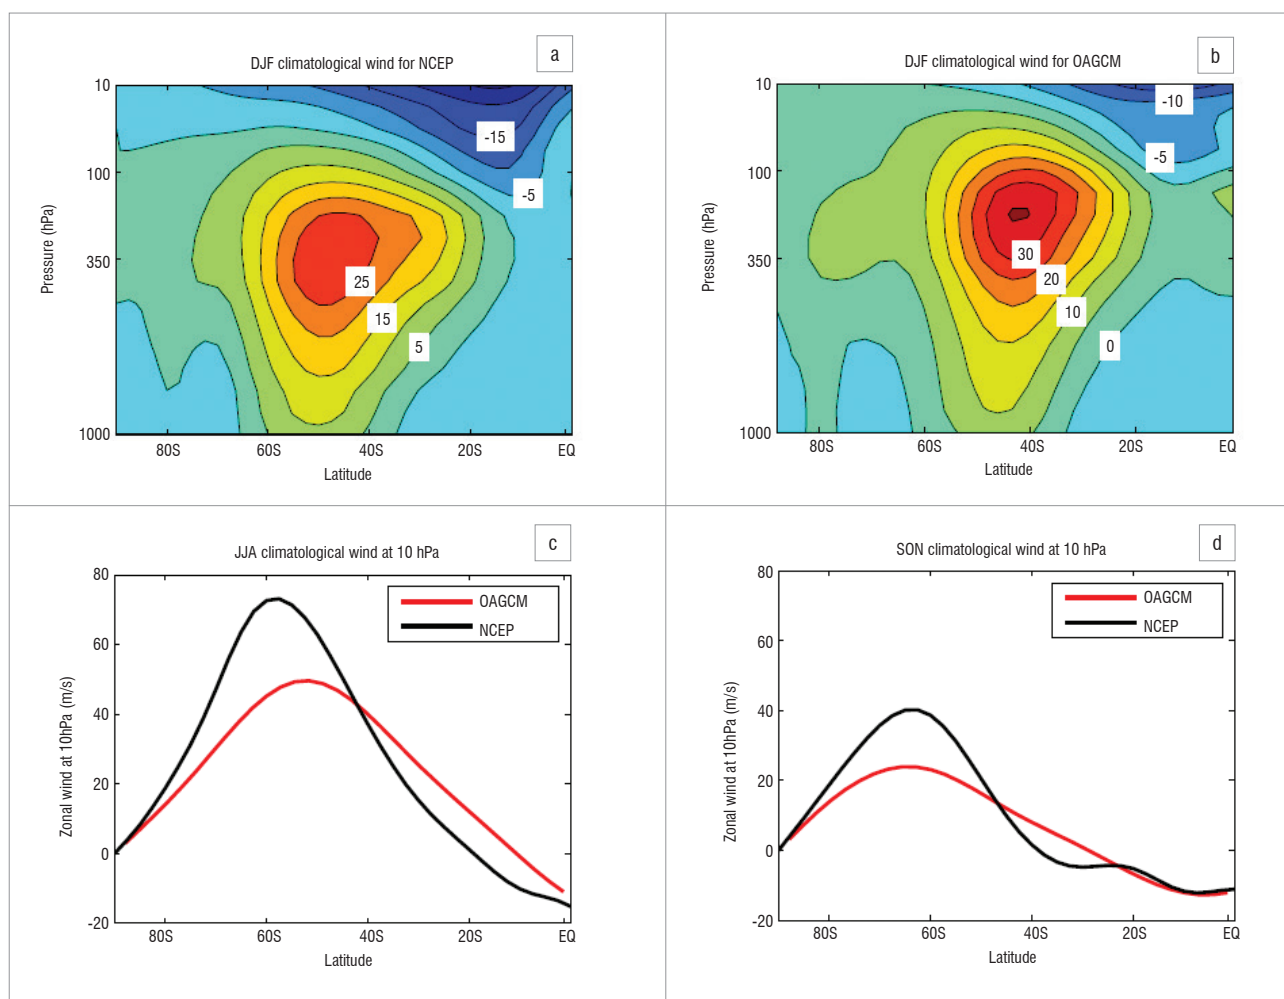 a
DJF climatological wind for NCEP
10
100
350
1000
Pressure (hPa)
-15
-5
25
15
5
80S 60S 40S 20S EQ
Latitude
b
DJF climatological wind for OAGCM
10
100
350
1000
Pressure (hPa)
-10
-5
30
20
10
0
80S 60S 40S 20S EQ
Latitude
c
JJA climatological wind at 10 hPa
80
60
40
20
0
-20
Zonal wind at 10hPa (m/s)
OAGCM
NCEP
80S 60S 40S 20S EQ
Latitude
d
SON climatological wind at 10 hPa
80
60
40
20
0
-20
Zonal wind at 10hPa (m/s)
OAGCM
NCEP
80S 60S 40S 20S EQ
Latitude